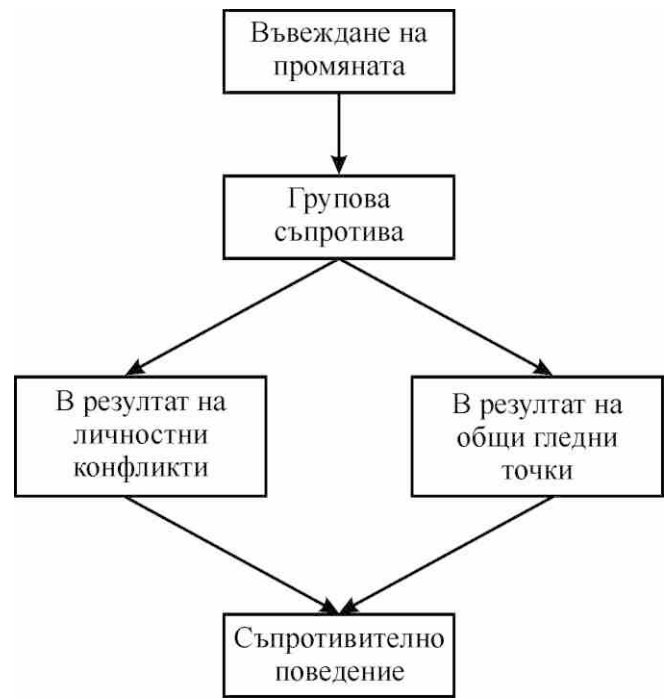 Въвеждане на
промяната
Групова
съпротива
В резултат на
личностни
конфликти
В резултат на
общи гледни
точки
Съпротивително
поведение